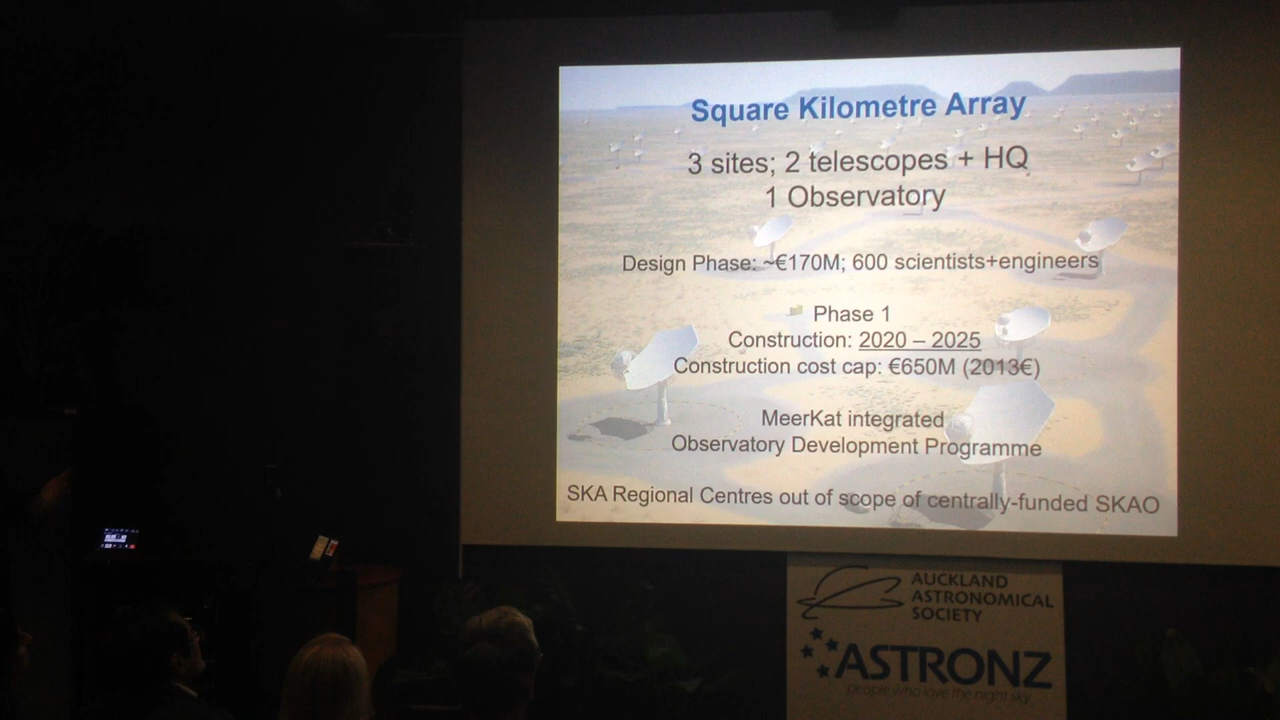 Square Kilometre Array
3 sites; 2 telescopes + HQ
1 Observatory
Design Phase: ~€170M; 600 scientists+engineers
Phase 1
Construction: 2020 – 2025
Construction cost cap: €650M (2013€)
MeerKat integrated
Observatory Development Programme
SKA Regional Centres out of scope of centrally-funded SKAO
AUCKLAND
ASTRONOMICAL
SOCIETY
ASTRONZ
people who love the night sky